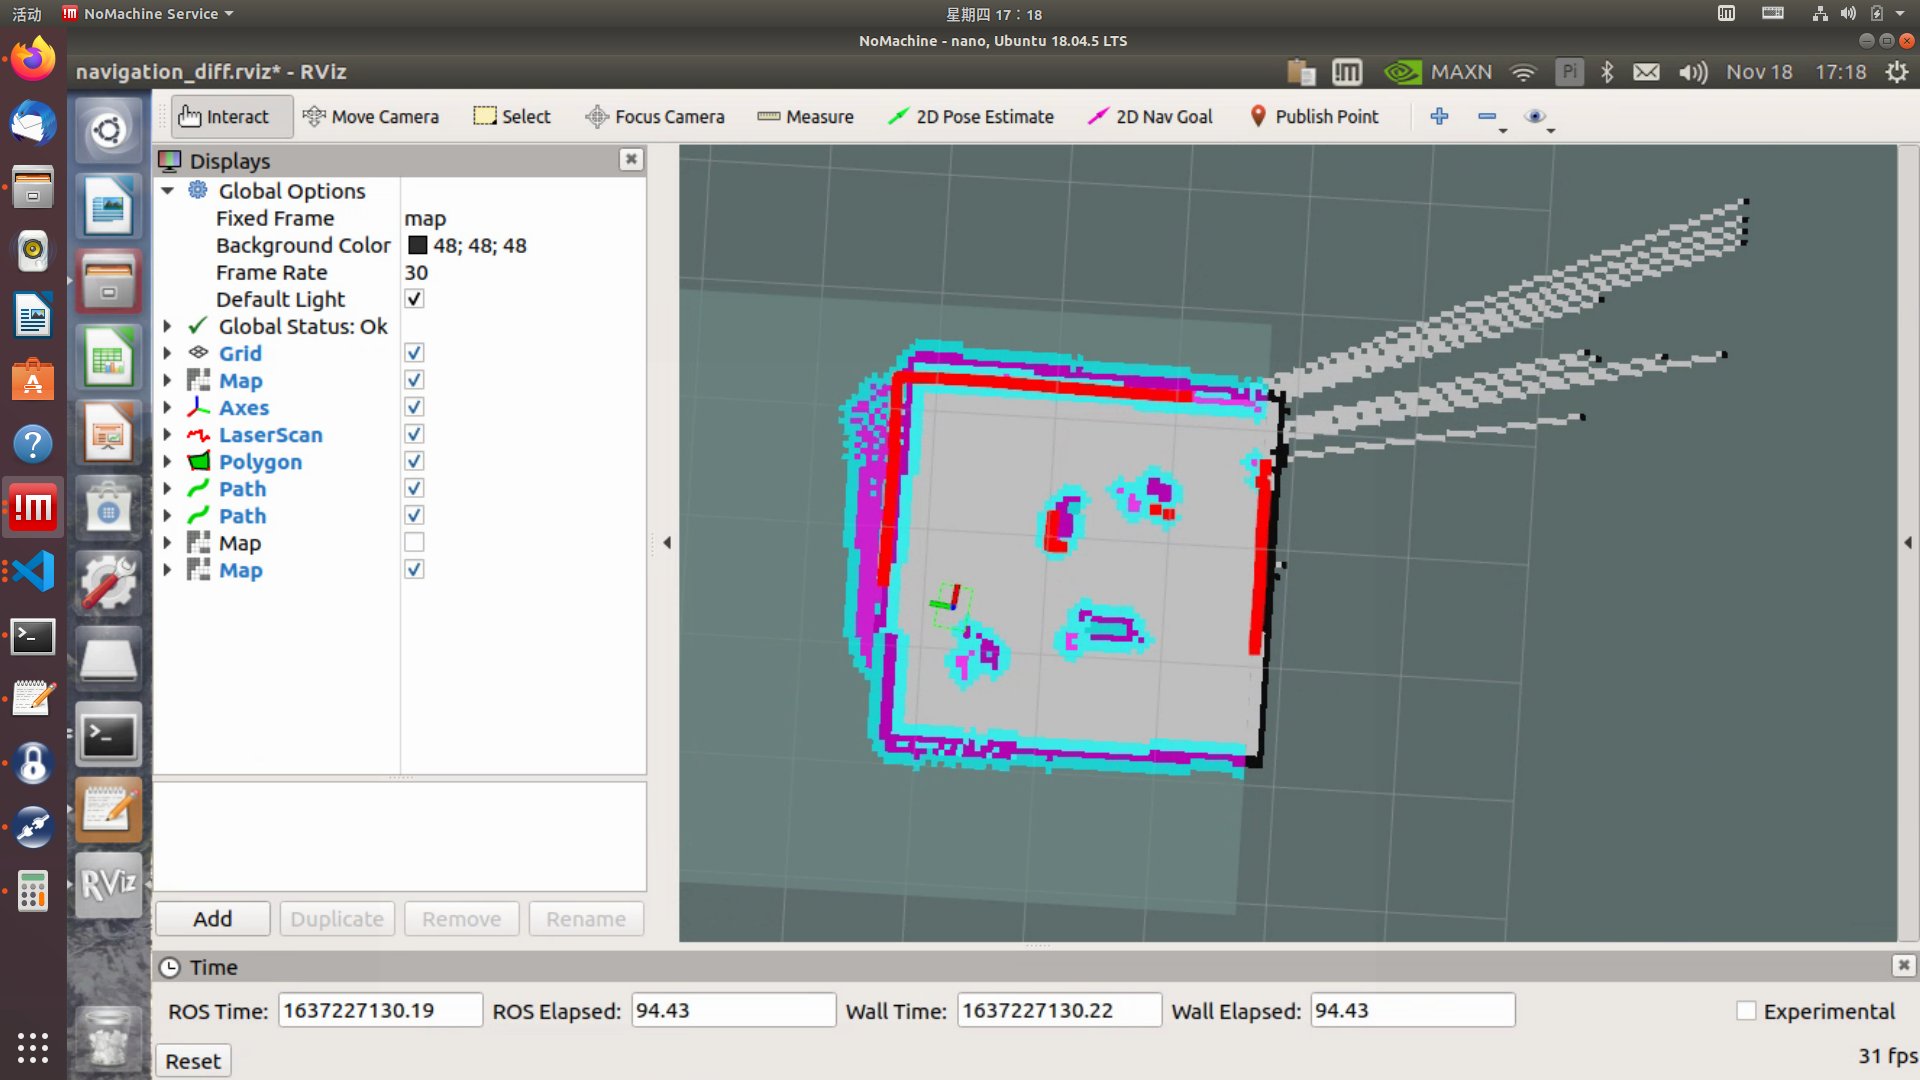 活动 NoMachine Service 星期四 17：18
NoMachine - nano, Ubuntu 18.04.5 LTS
navigation_diff.rviz* - RViz MAXN Pi Nov 18 17:18
Interact Move Camera Select Focus Camera Measure 2D Pose Estimate 2D Nav Goal Publish Point
Displays
Global Options
Fixed Frame map
Background Color 48; 48; 48
Frame Rate 30
Default Light
Global Status: Ok
Grid
Map
Axes
LaserScan
Polygon
Path
Path
Map
Map
RViz
Add Duplicate Remove Rename
Time
ROS Time: 1637227130.19 ROS Elapsed: 94.43 Wall Time: 1637227130.22 Wall Elapsed: 94.43 Experimental
Reset 31 fps